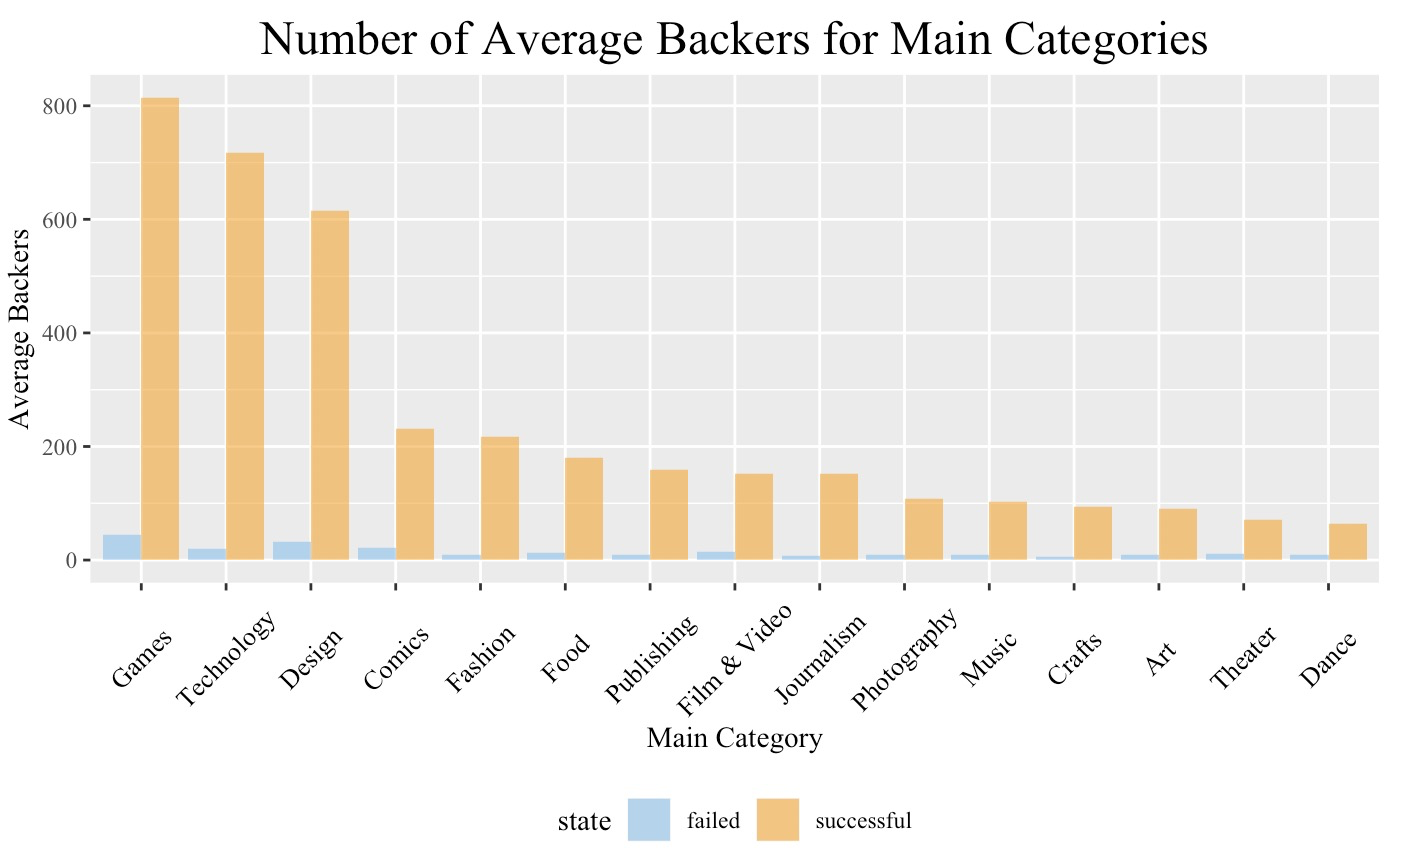 Number of Average Backers for Main Categories
Average Backers
800
600
400
200
0
Games
Technology
Design
Comics
Fashion
Food
Publishing
Film & Video
Journalism
Photography
Music
Crafts
Art
Theater
Dance
Main Category
state failed successful